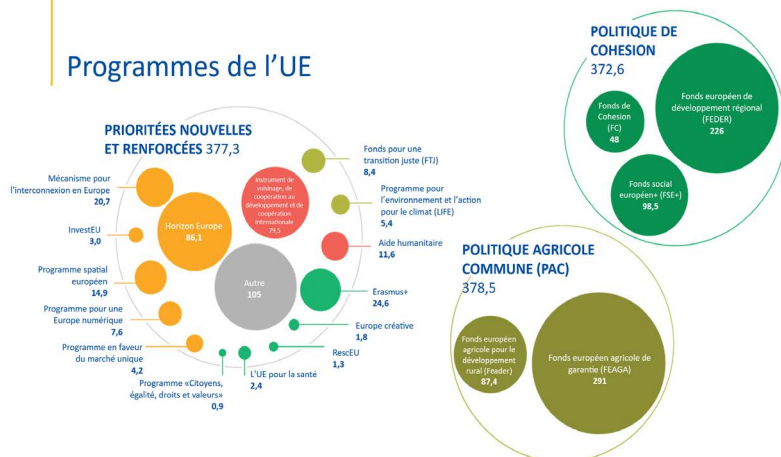 Programmes de l'UE
PRIORITÉES NOUVELLES
ET RENFORCÉES 377,3
Mécanisme pour
l'interconnexion en Europe
20,7
InvestEU
3,0
Programme spatial
européen
14,9
Programme pour une
Europe numérique
7,6
Programme en faveur
du marché unique
4,2
Programme «Citoyens,
égalité, droits et valeurs»
0,9
L'UE pour la santé
2,4
RescEU
1,3
Europe créative
1,8
Erasmus+
24,6
Aide humanitaire
11,6
Programme pour
l'environnement et l'action
pour le climat (LIFE)
5,4
Fonds pour une
transition juste (FTJ)
8,4
Horizon Europe
86,1
Instrument de
voisinage, de
coopération au
développement et de
coopération
internationale
79,5
Autre
105
POLITIQUE DE
COHESION
372,6
Fonds de
Cohesion
(FC)
48
Fonds européen de
développement régional
(FEDER)
226
Fonds social
européen+ (FSE+)
98,5
POLITIQUE AGRICOLE
COMMUNE (PAC)
378,5
Fonds européen
agricole pour le
développement
rural (Feader)
87,4
Fonds européen agricole de
garantie (FEAGA)
291